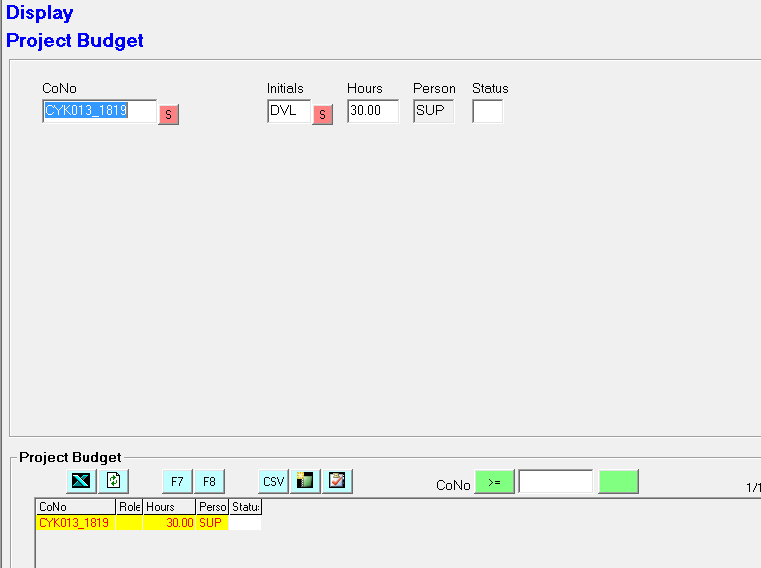 Display
Project Budget
CoNo Initials Hours Person Status
CYK013_1819 S DVL S 30.00 SUP
Project Budget
F7 F8 CSV CoNo >= 1/1
CoNo Role Hours Perso Statu
CYK013_1819 30.00 SUP